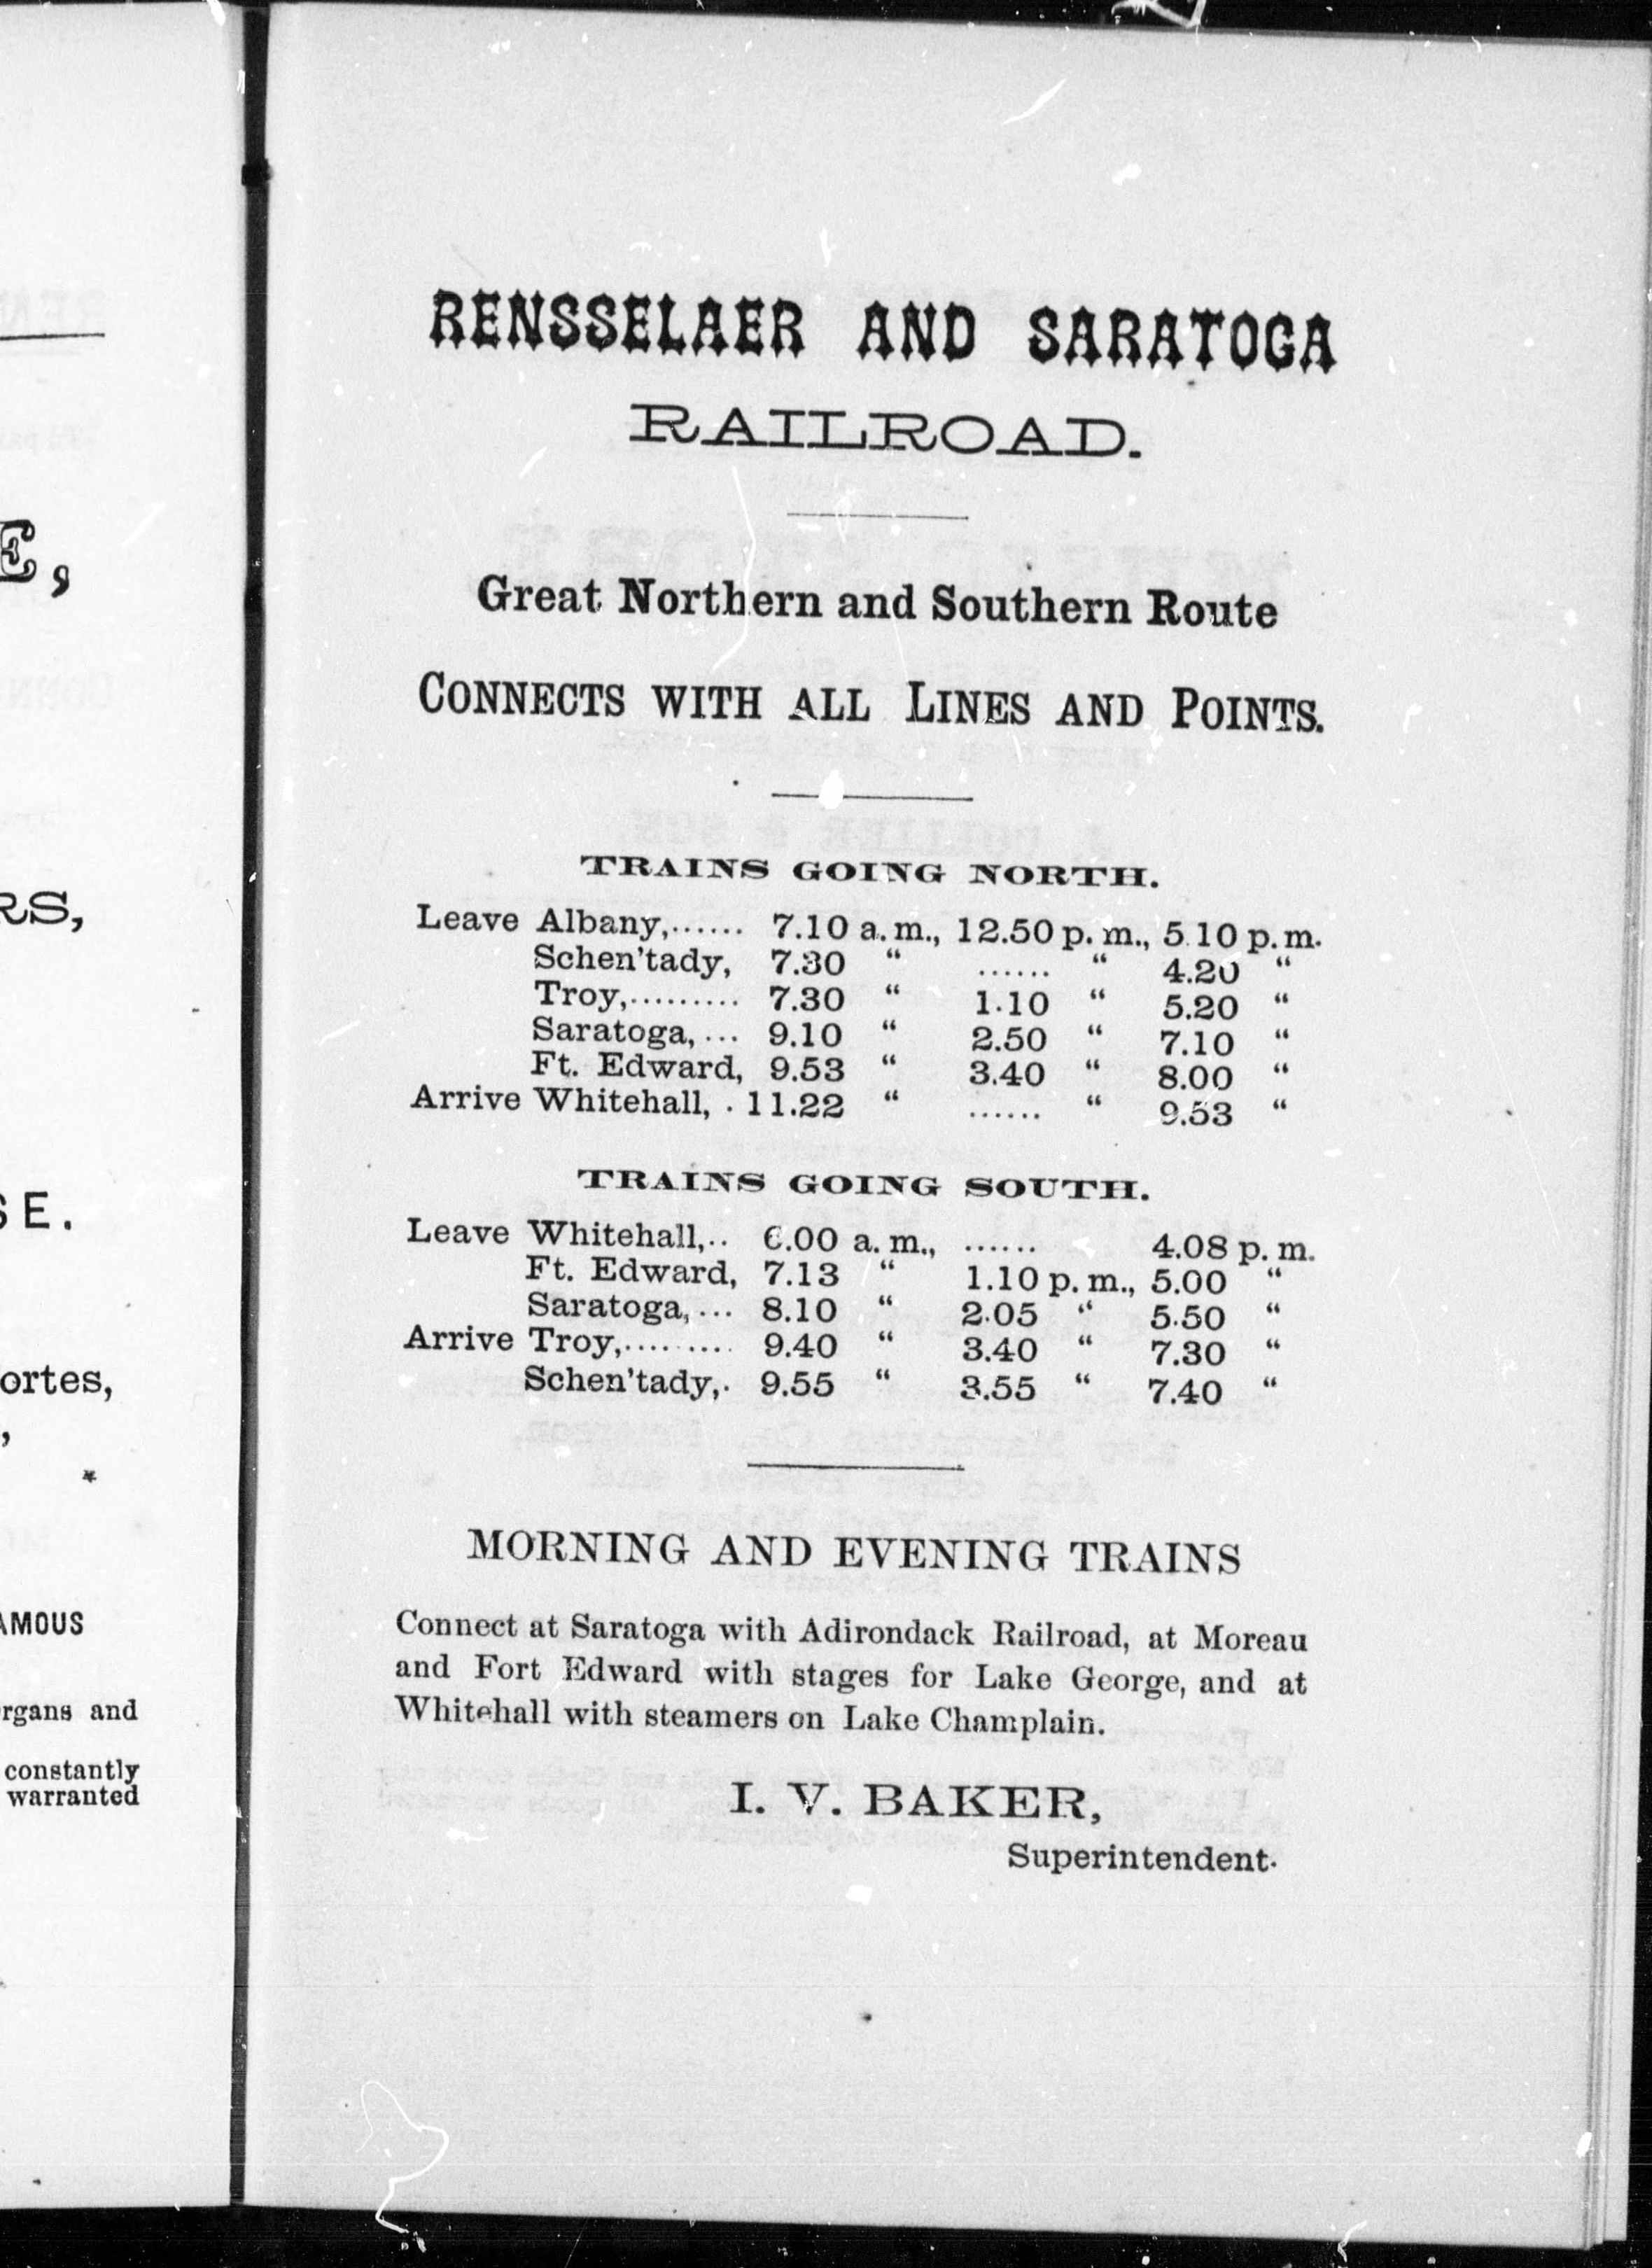 E,
RS,
SE.
ortes,
,
*
AMOUS
rgans and
constantly
warranted
RENSSELAER AND SARATOGA
RAILROAD.
Great Northern and Southern Route
CONNECTS WITH ALL LINES AND POINTS.
TRAINS GOING NORTH.
Leave Albany,...... 7.10 a. m., 12.50 p. m., 5 10 p. m.
Schen'tady, 7.30 “ ...... “ 4.20 “
Troy,......... 7.30 “ 1.10 “ 5.20 “
Saratoga, ... 9.10 “ 2.50 “ 7.10 “
Ft. Edward, 9.53 “ 3.40 “ 8.00 “
Arrive Whitehall, . 11.22 “ ...... “ 9.53 “
TRAINS GOING SOUTH.
Leave Whitehall,.. 6.00 a. m., ...... 4.08 p. m.
Ft. Edward, 7.13 “ 1.10 p. m., 5.00 “
Saratoga, ... 8.10 “ 2.05 “ 5.50 “
Arrive Troy,......... 9.40 “ 3.40 “ 7.30 “
Schen'tady,. 9.55 “ 3.55 “ 7.40 “
MORNING AND EVENING TRAINS
Connect at Saratoga with Adirondack Railroad, at Moreau
and Fort Edward with stages for Lake George, and at
Whitehall with steamers on Lake Champlain.
I. V. BAKER,
Superintendent.